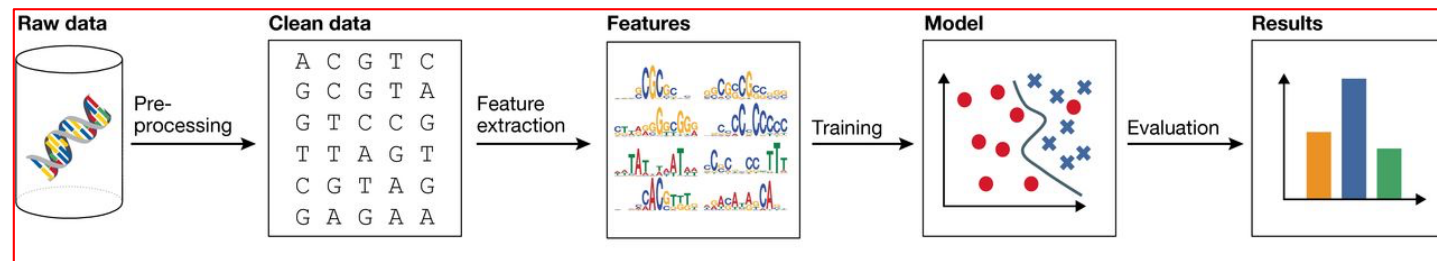 Raw data
Clean data
Features
Model
Results
Pre-
processing
A C G T C
G C G T A
G T C C G
T T A G T
C G T A G
G A G A A
Feature
extraction
Training
Evaluation